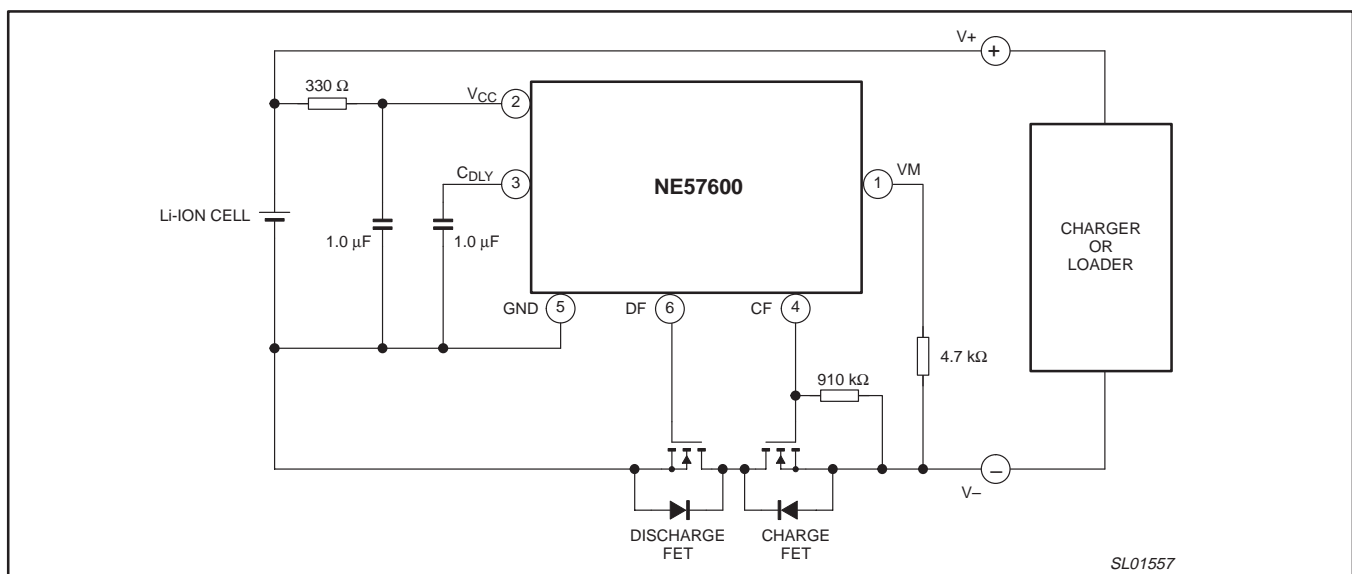 V+
+
330 Ω
VCC
2
CDLY
3
NE57600
1
VM
Li-ION CELL
1.0 μF
1.0 μF
CHARGER
OR
LOADER
GND
5
DF
6
CF
4
4.7 kΩ
910 kΩ
–
V–
DISCHARGE
FET
CHARGE
FET
SL01557